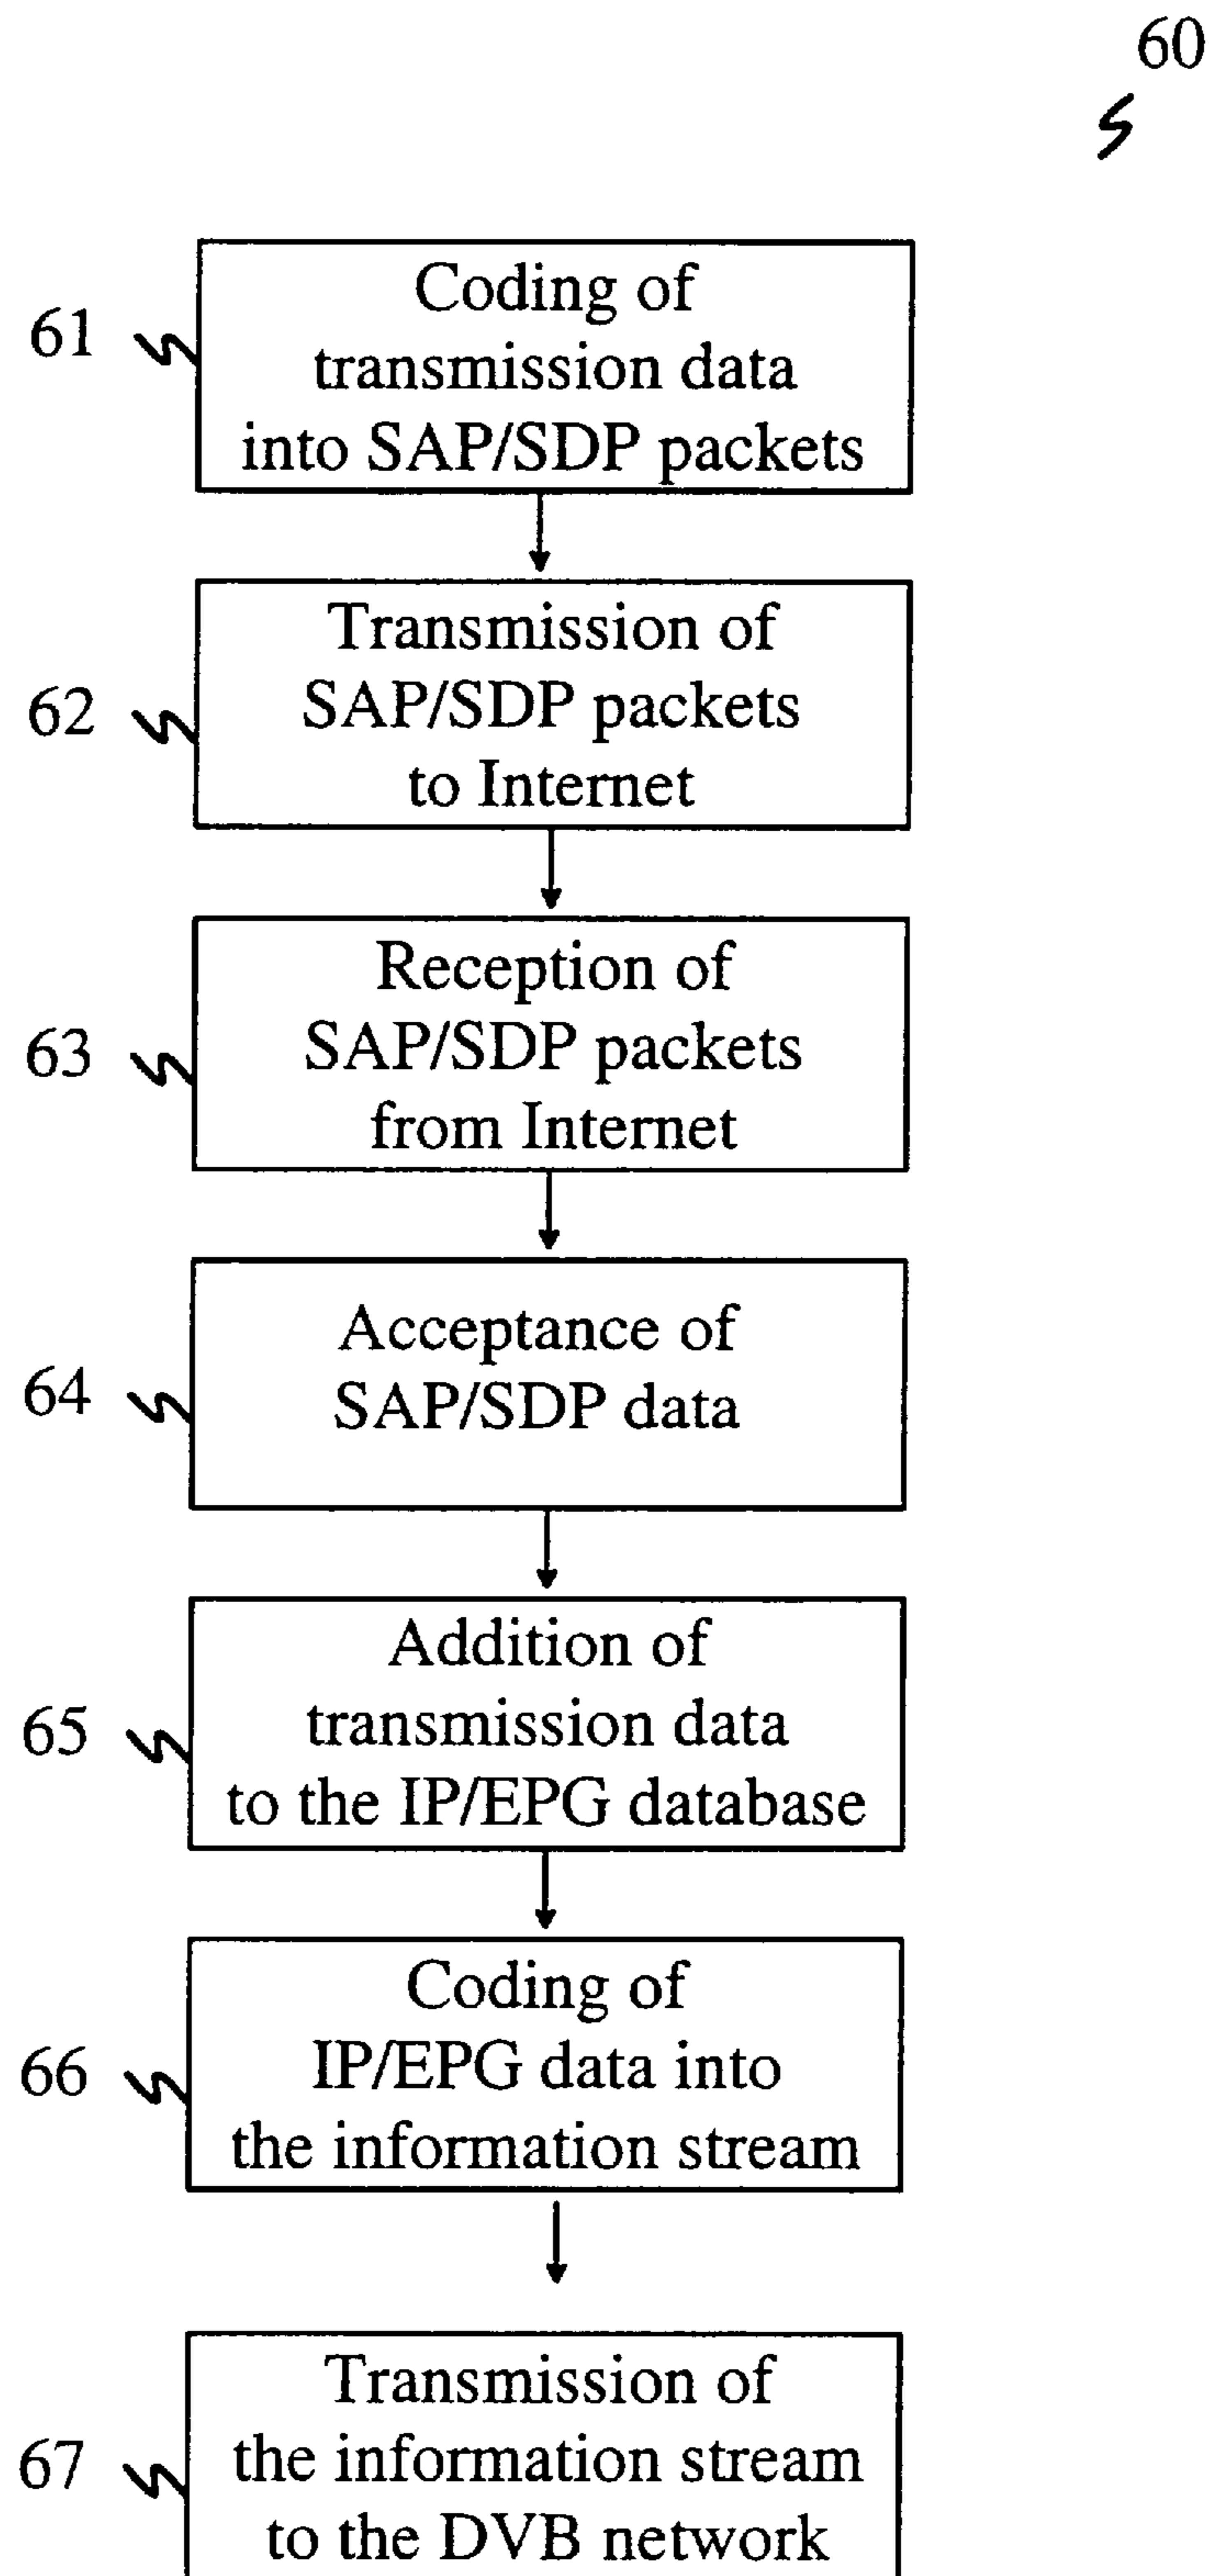 60
61
Coding of
transmission data
into SAP/SDP packets
62
Transmission of
SAP/SDP packets
to Internet
63
Reception of
SAP/SDP packets
from Internet
64
Acceptance of
SAP/SDP data
65
Addition of
transmission data
to the IP/EPG database
66
Coding of
IP/EPG data into
the information stream
67
Transmission of
the information stream
to the DVB network